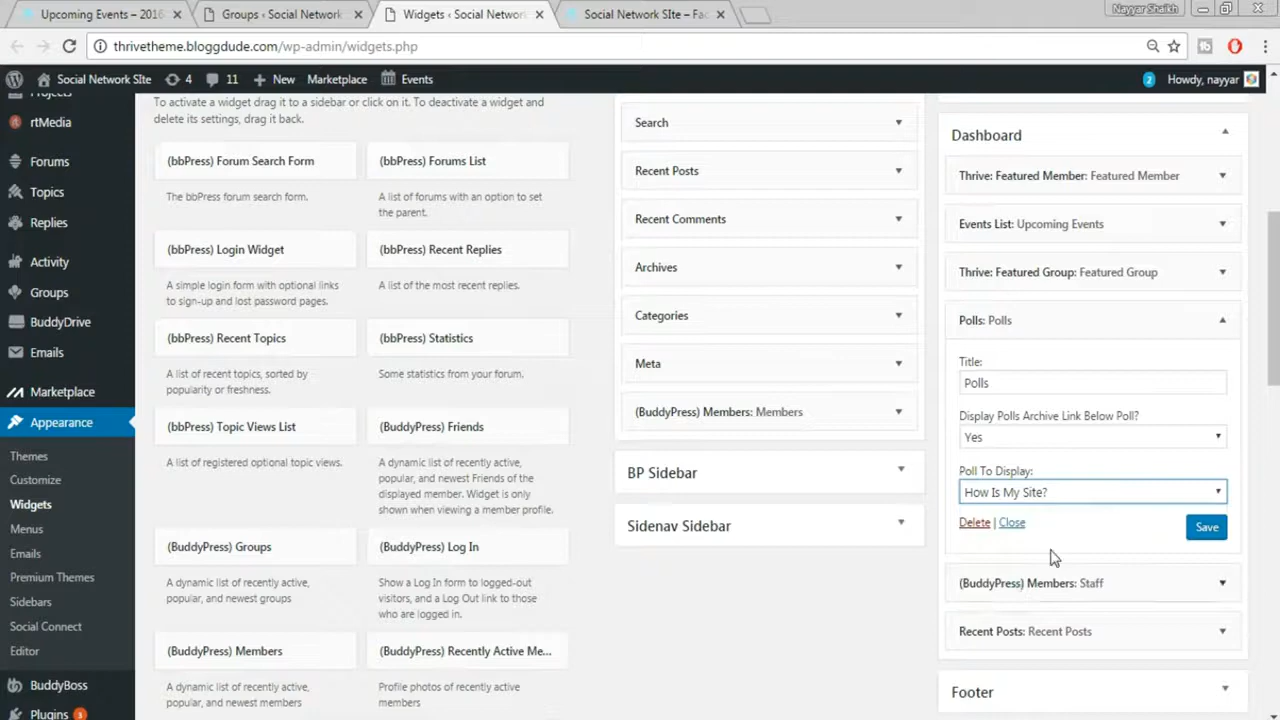 Upcoming Events – 2016
Groups ‹ Social Network
Widgets ‹ Social Networ
Social Network SIte – Fac
Nayyar Shaikh
thrivetheme.bloggdude.com/wp-admin/widgets.php
Social Network SIte
4
11
New
Marketplace
Events
2
Howdy, nayyar
Projects
rtMedia
Forums
Topics
Replies
Activity
Groups
BuddyDrive
Emails
Marketplace
Appearance
Themes
Customize
Widgets
Menus
Emails
Premium Themes
Sidebars
Social Connect
Editor
BuddyBoss
Plugins 3
To activate a widget drag it to a sidebar or click on it. To deactivate a widget and
delete its settings, drag it back.
(bbPress) Forum Search Form
The bbPress forum search form.
(bbPress) Forums List
A list of forums with an option to set
the parent.
(bbPress) Login Widget
A simple login form with optional links
to sign-up and lost password pages.
(bbPress) Recent Replies
A list of the most recent replies.
(bbPress) Recent Topics
A list of recent topics, sorted by
popularity or freshness.
(bbPress) Statistics
Some statistics from your forum.
(bbPress) Topic Views List
A list of registered optional topic views.
(BuddyPress) Friends
A dynamic list of recently active,
popular, and newest Friends of the
displayed member. Widget is only
shown when viewing a member profile.
(BuddyPress) Groups
A dynamic list of recently active,
popular, and newest groups
(BuddyPress) Log In
Show a Log In form to logged-out
visitors, and a Log Out link to those
who are logged in.
(BuddyPress) Members
A dynamic list of recently active,
popular, and newest members
(BuddyPress) Recently Active Me...
Profile photos of recently active
members
Search
Recent Posts
Recent Comments
Archives
Categories
Meta
(BuddyPress) Members: Members
BP Sidebar
Sidenav Sidebar
Dashboard
Thrive: Featured Member: Featured Member
Events List: Upcoming Events
Thrive: Featured Group: Featured Group
Polls: Polls
Title:
Polls
Display Polls Archive Link Below Poll?
Yes
Poll To Display:
How Is My Site?
Delete | Close
Save
(BuddyPress) Members: Staff
Recent Posts: Recent Posts
Footer